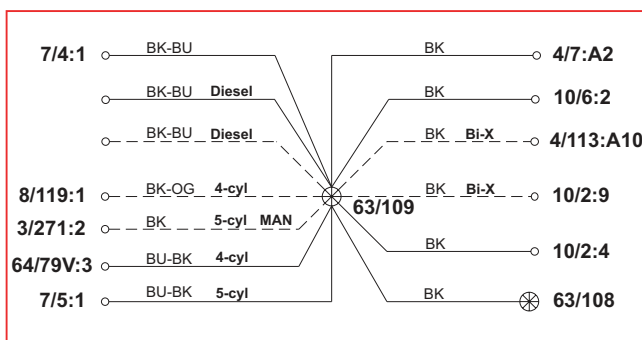 7/4:1 BK-BU BK 4/7:A2
BK-BU Diesel BK 10/6:2
BK-BU Diesel BK Bi-X 4/113:A10
8/119:1 BK-OG 4-cyl BK Bi-X 10/2:9
63/109
3/271:2 BK 5-cyl MAN
64/79V:3 BU-BK 4-cyl BK 10/2:4
7/5:1 BU-BK 5-cyl BK 63/108